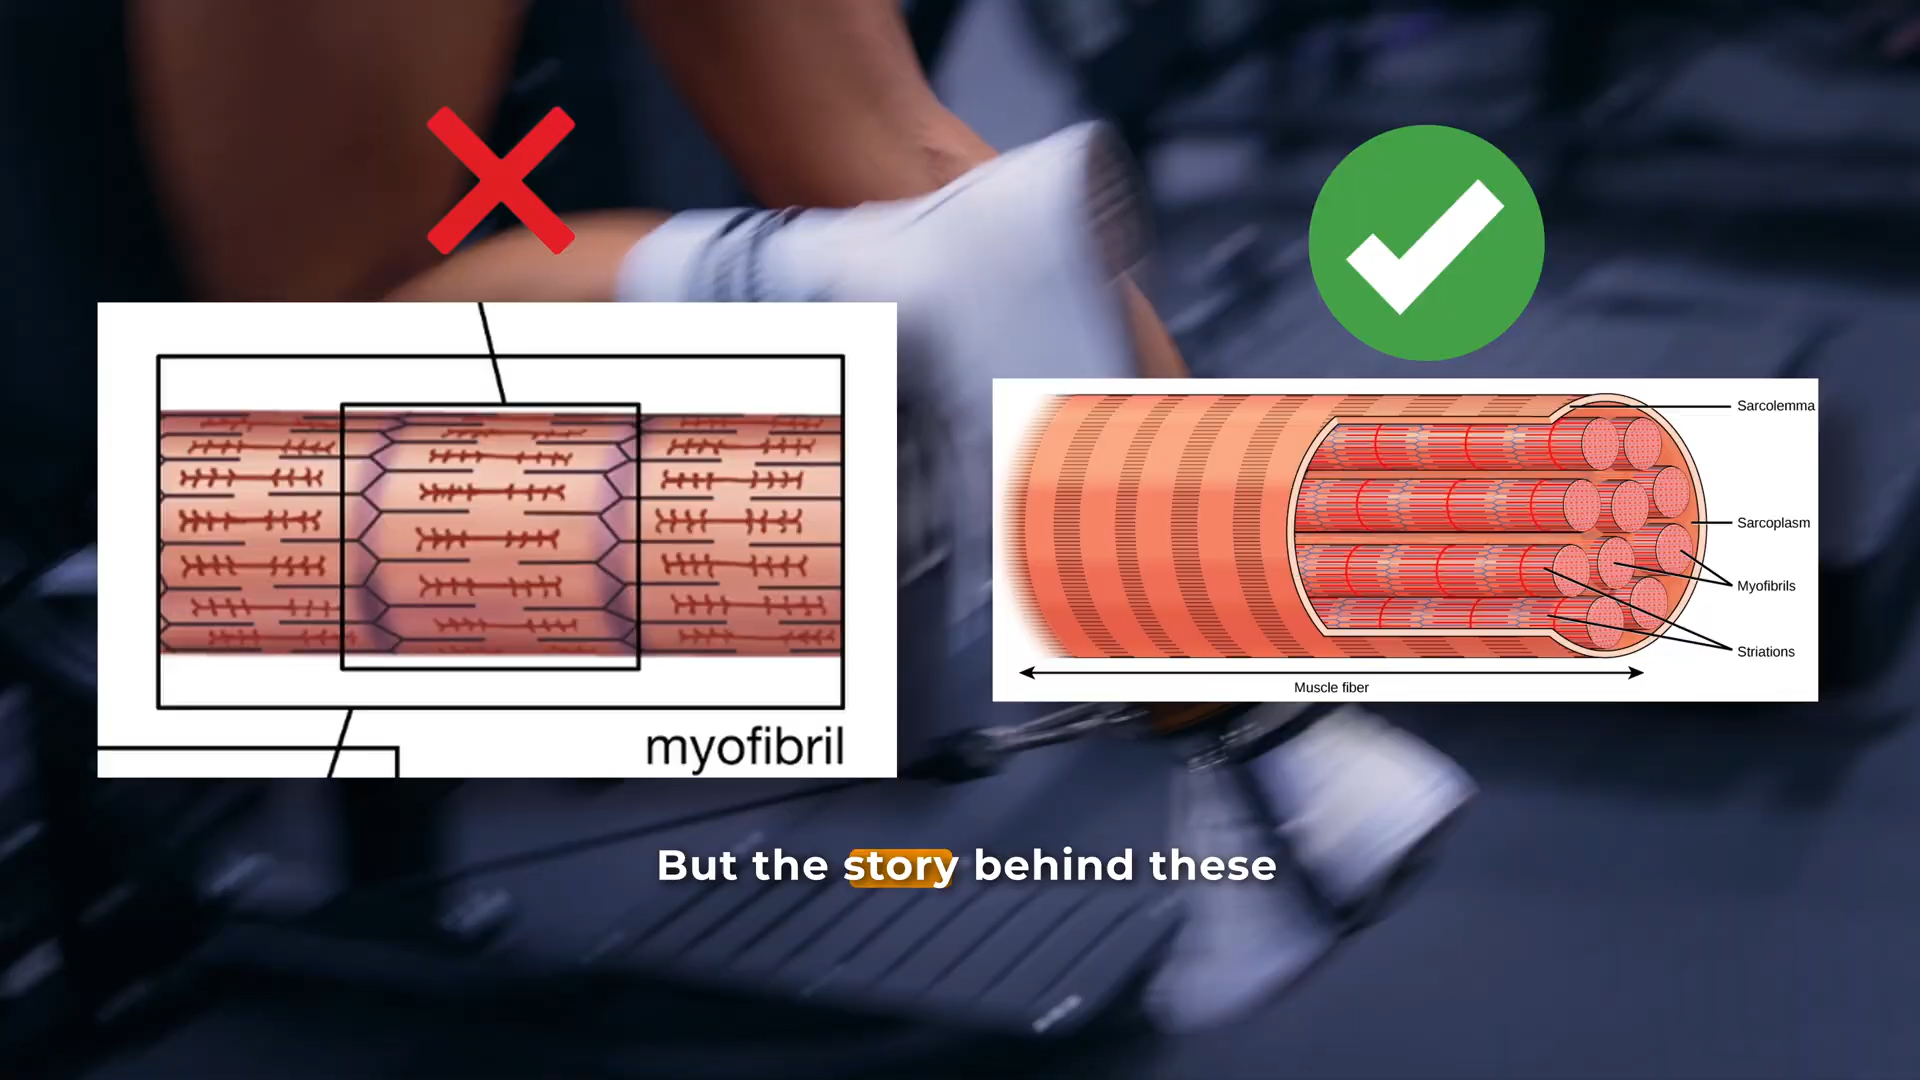 Sarcolemma
Sarcoplasm
Myofibrils
Striations
Muscle fiber
myofibril
But the story behind these